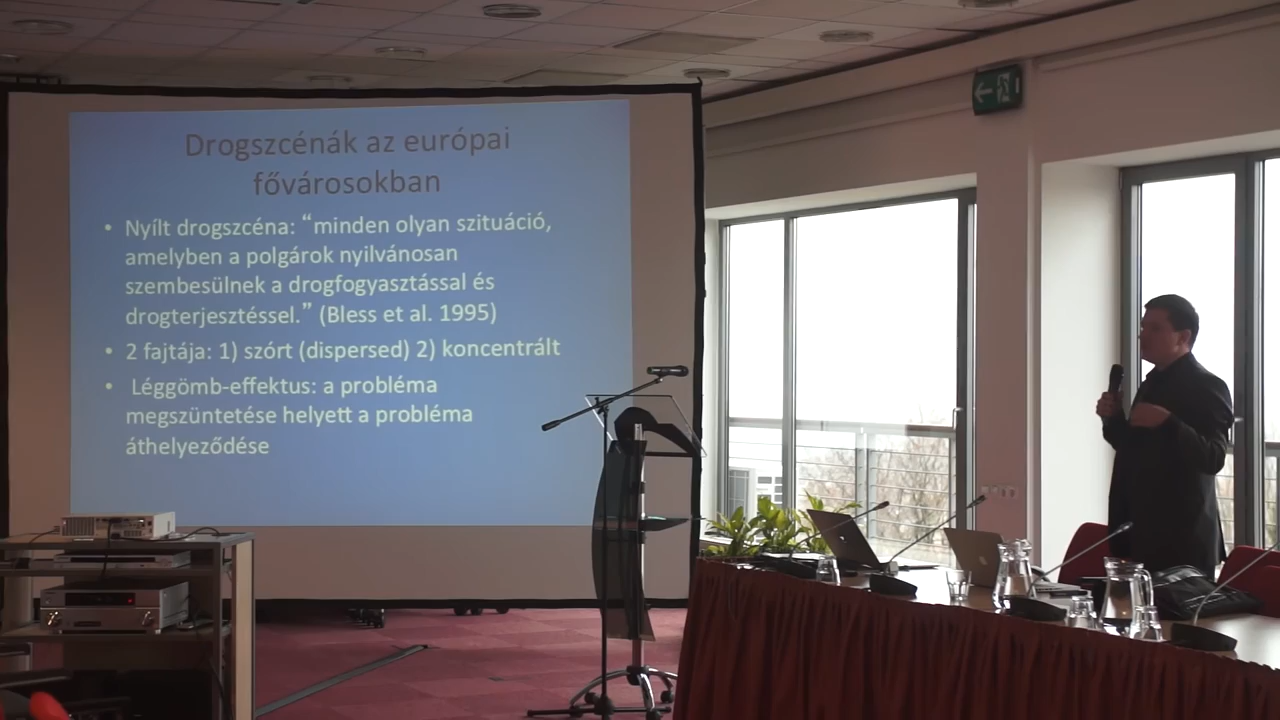 Drogszcénák az európai
fővárosokban
• Nyílt drogszcéna: “minden olyan szituáció,
amelyben a polgárok nyilvánosan
szembesülnek a drogfogyasztással és
drogterjesztéssel.” (Bless et al. 1995)
• 2 fajtája: 1) szórt (dispersed) 2) koncentrált
• Léggömb-effektus: a probléma
megszüntetése helyett a probléma
áthelyeződése